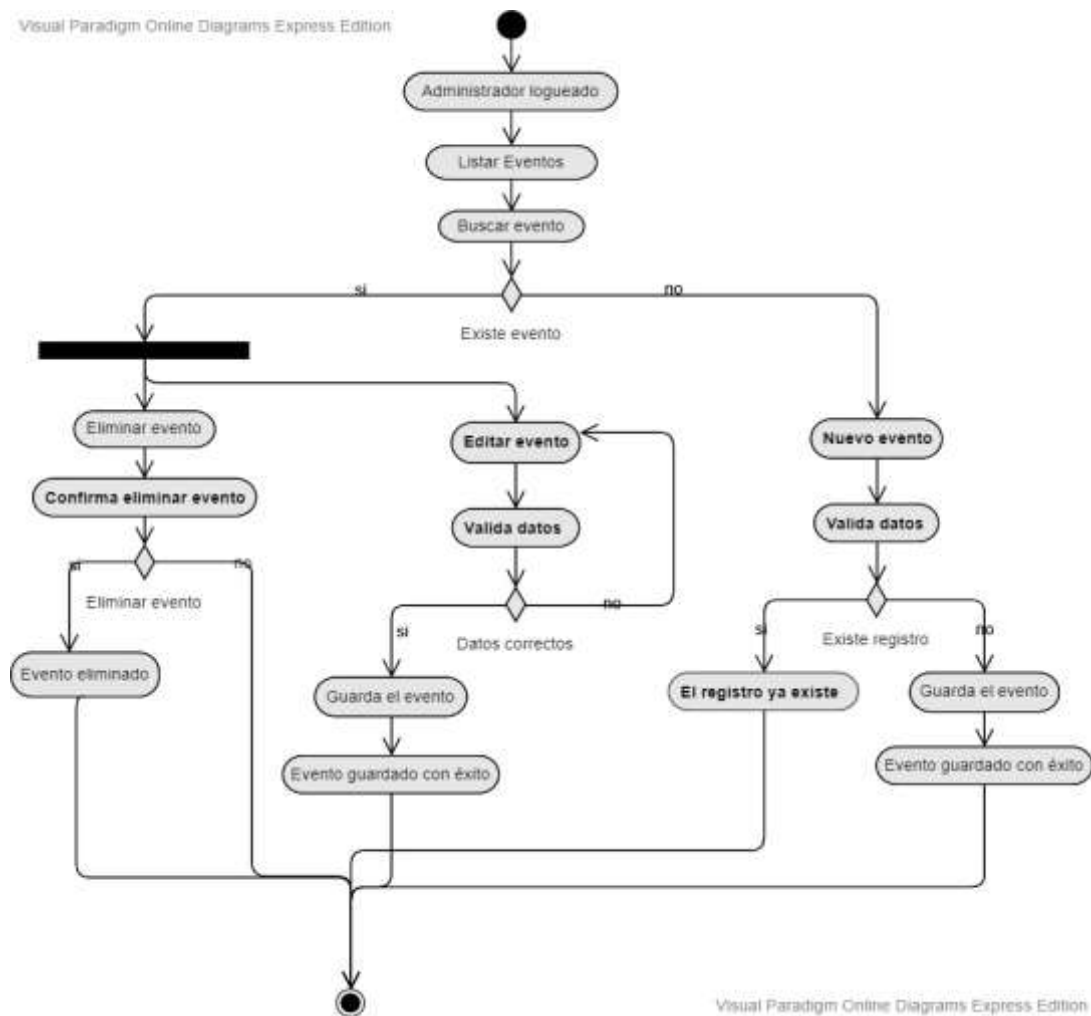 Visual Paradigm Online Diagrams Express Edition
Administrador logueado
Listar Eventos
Buscar evento
si
no
Existe evento
Eliminar evento
Editar evento
Nuevo evento
Confirma eliminar evento
Valida datos
Valida datos
si
no
Eliminar evento
si
no
Datos correctos
si
no
Existe registro
Evento eliminado
Guarda el evento
El registro ya existe
Guarda el evento
Evento guardado con éxito
Evento guardado con éxito
Visual Paradigm Online Diagrams Express Edition